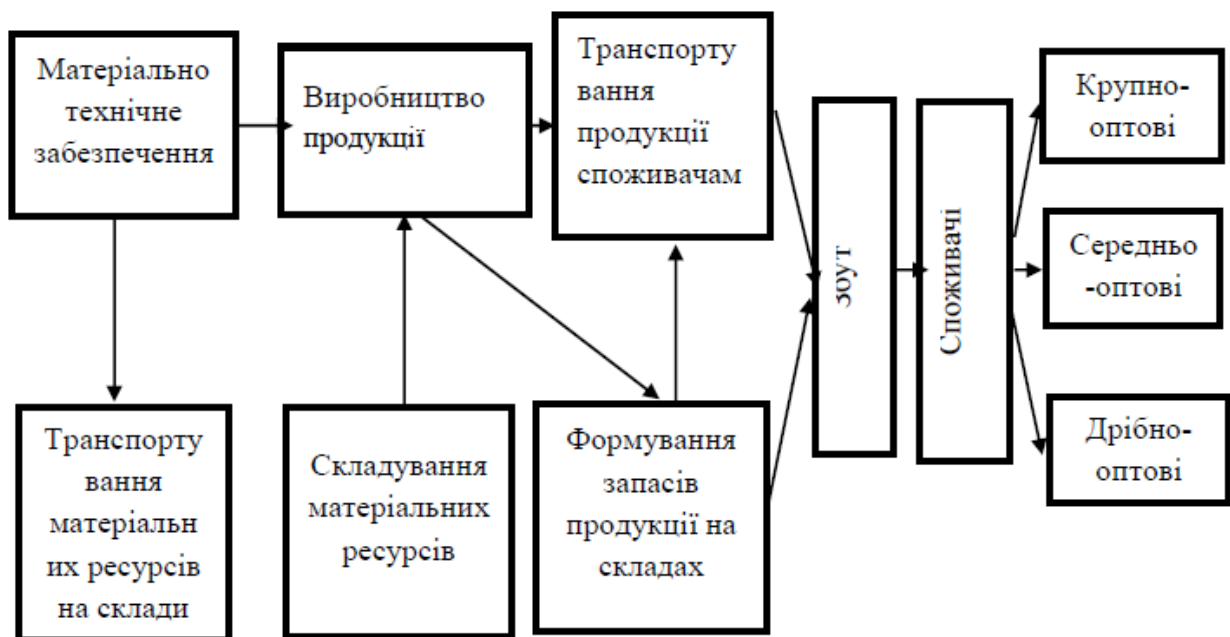 Матеріально
технічне
забезпечення
Виробництво
продукції
Транспорту
вання
продукції
споживачам
Збут
Споживачі
Крупно-
оптові
Середньо
-оптові
Дрібно-
оптові
Транспорту
вання
матеріальн
их ресурсів
на склади
Складування
матеріальних
ресурсів
Формування
запасів
продукції на
складах